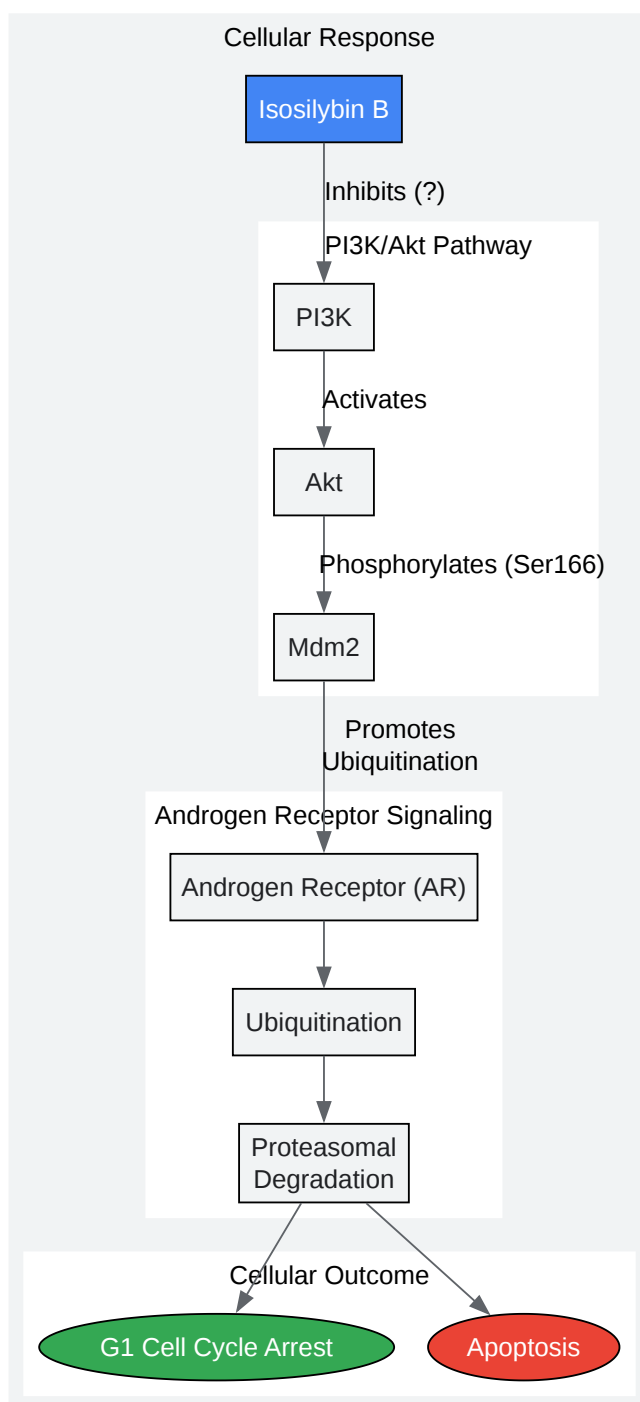 Cellular Response
Isosilybin B
Inhibits (?)
PI3K/Akt Pathway
PI3K
Activates
Akt
Phosphorylates (Ser166)
Mdm2
Promotes
Ubiquitination
Androgen Receptor Signaling
Androgen Receptor (AR)
Ubiquitination
Proteasomal
Degradation
Cellular Outcome
G1 Cell Cycle Arrest
Apoptosis